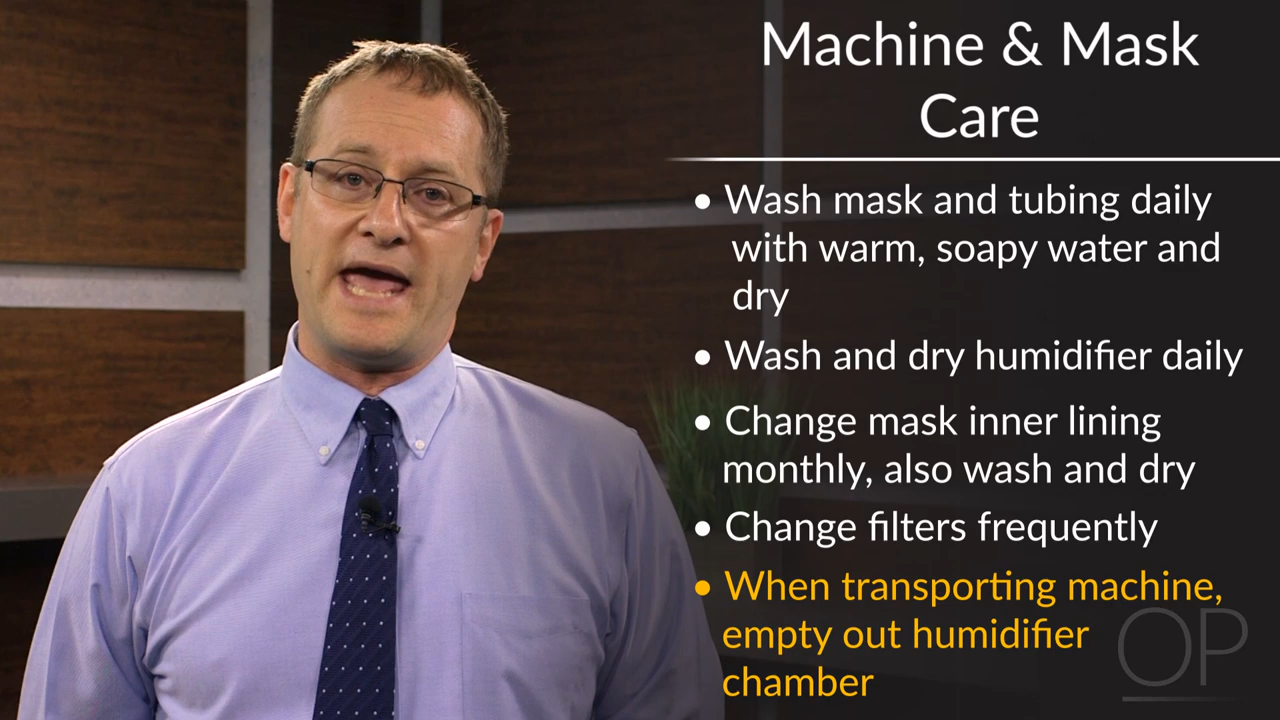 Machine & Mask
Care
• Wash mask and tubing daily
with warm, soapy water and
dry
• Wash and dry humidifier daily
• Change mask inner lining
monthly, also wash and dry
• Change filters frequently
• When transporting machine,
empty out humidifier
chamber
OP